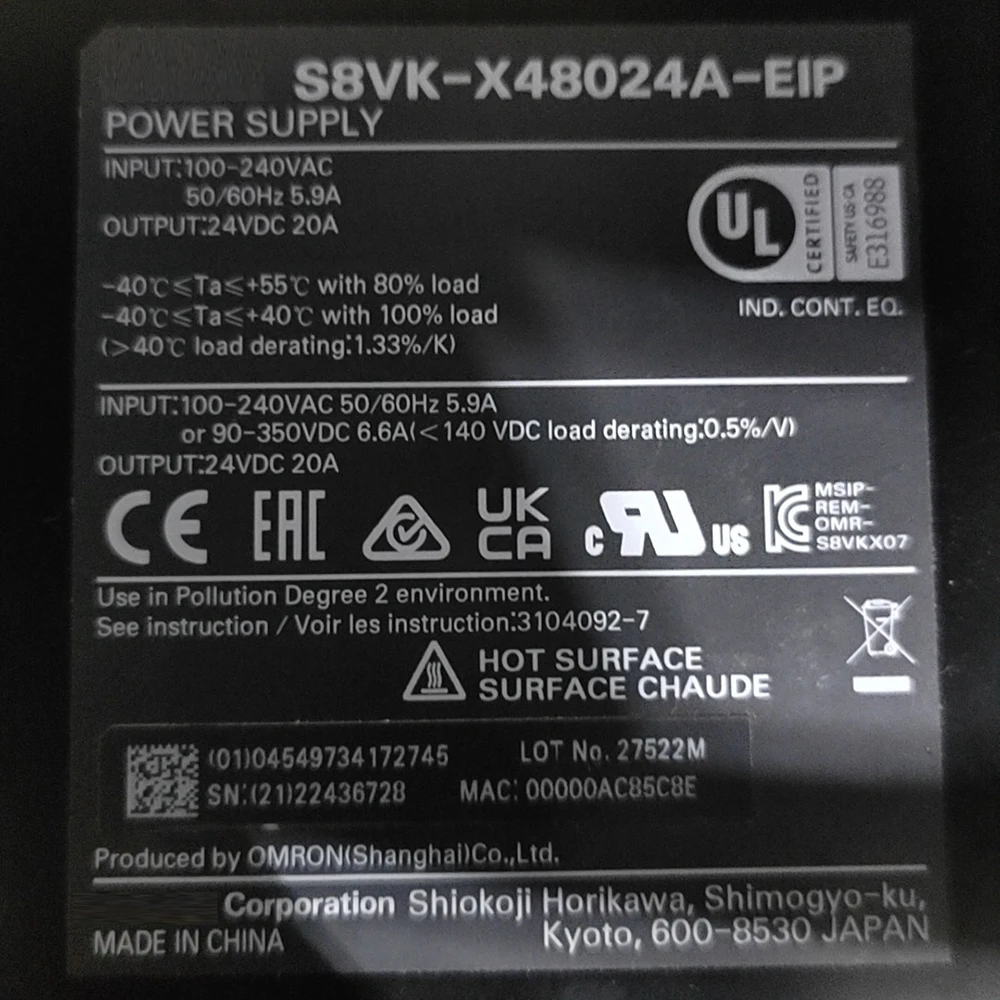 S8VK-X48024A-EIP
POWER SUPPLY
INPUT:100-240VAC
50/60Hz 5.9A
OUTPUT:24VDC 20A
-40℃≤Ta≤+55℃ with 80% load
-40℃≤Ta≤+40℃ with 100% load
(>40℃ load derating:1.33%/K)
UL
CERTIFIED
SAFETY US-CA
E316988
IND. CONT. EQ.
INPUT:100-240VAC 50/60Hz 5.9A
or 90-350VDC 6.6A(<140 VDC load derating:0.5%/V)
OUTPUT:24VDC 20A
CE EAC UK CA c RU US KC
MSIP-
REM-
OMR-
S8VKX07
Use in Pollution Degree 2 environment.
See instruction / Voir les instruction:3104092-7
HOT SURFACE
SURFACE CHAUDE
(01)04549734172745 LOT No. 27522M
SN:(21)22436728 MAC: 00000AC85C8E
Produced by OMRON(Shanghai)Co.,Ltd.
Corporation Shiokoji Horikawa, Shimogyo-ku,
MADE IN CHINA Kyoto, 600-8530 JAPAN